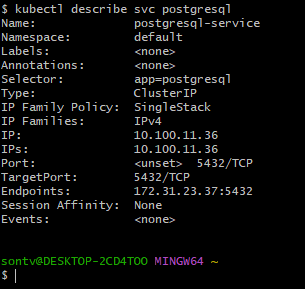 $ kubectl describe svc postgresql
Name: postgresql-service
Namespace: default
Labels: <none>
Annotations: <none>
Selector: app=postgresql
Type: ClusterIP
IP Family Policy: SingleStack
IP Families: IPv4
IP: 10.100.11.36
IPs: 10.100.11.36
Port: <unset> 5432/TCP
TargetPort: 5432/TCP
Endpoints: 172.31.23.37:5432
Session Affinity: None
Events: <none>
sontv@DESKTOP-2CD4TOO MINGW64 ~
$